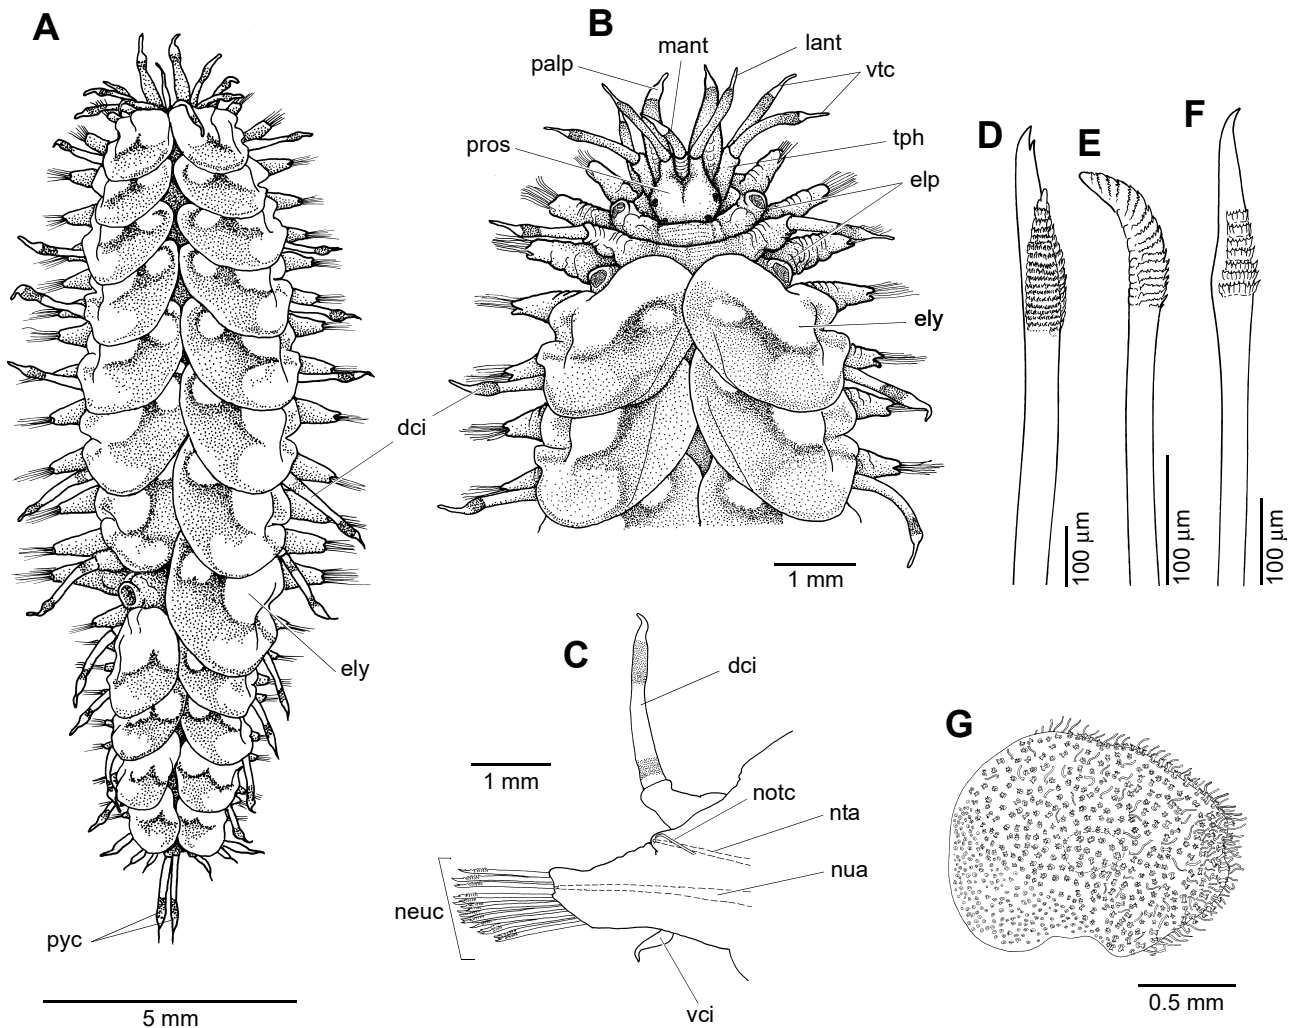 A
dci
ely
pyc
5 mm
B
palp
mant
lant
vtc
pros
tph
elp
ely
1 mm
C
dci
1 mm
notc
nta
nua
neuc
vci
D
100 µm
E
100 µm
F
100 µm
G
0.5 mm